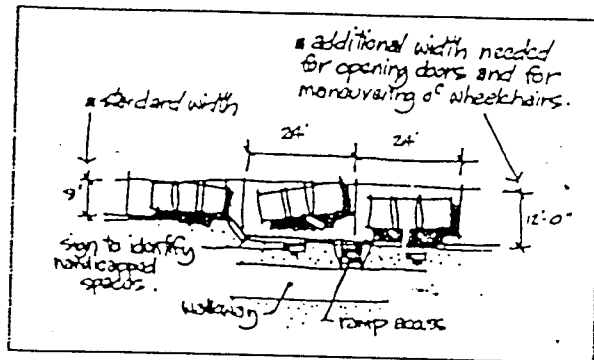 additional width needed
for opening doors and for
manouvering of wheelchairs.
standard width
24' 24'
12'-0"
sign to identify
handicapped
spaces.
walkway
ramp access